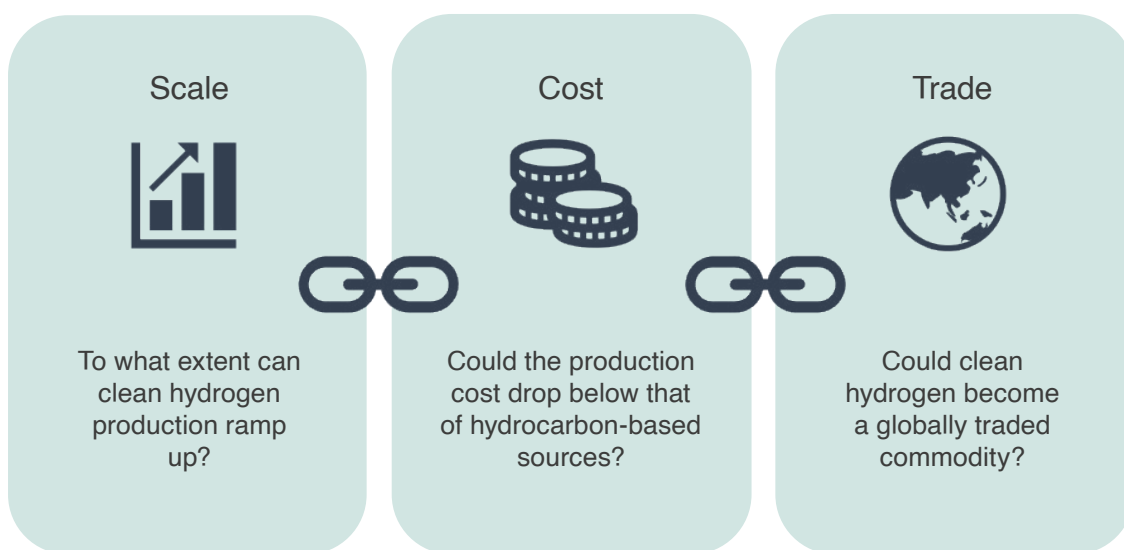 Scale
To what extent can
clean hydrogen
production ramp
up?
Cost
Could the production
cost drop below that
of hydrocarbon-based
sources?
Trade
Could clean
hydrogen become
a globally traded
commodity?